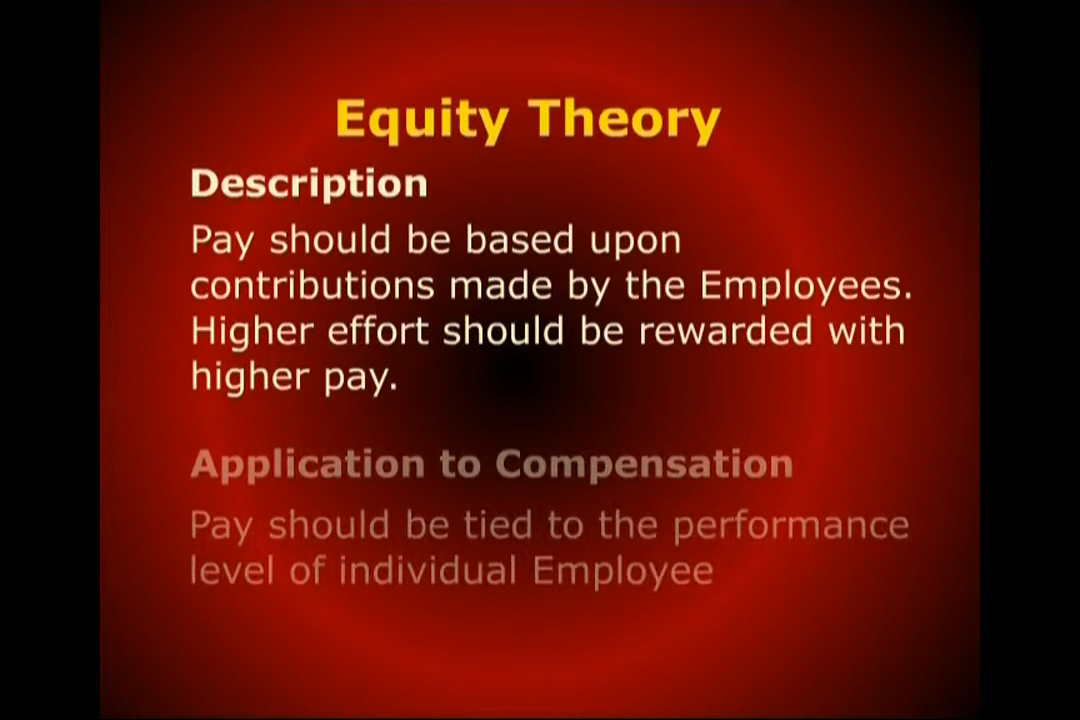 Equity Theory
Description
Pay should be based upon
contributions made by the Employees.
Higher effort should be rewarded with
higher pay.
Application to Compensation
Pay should be tied to the performance
level of individual Employee